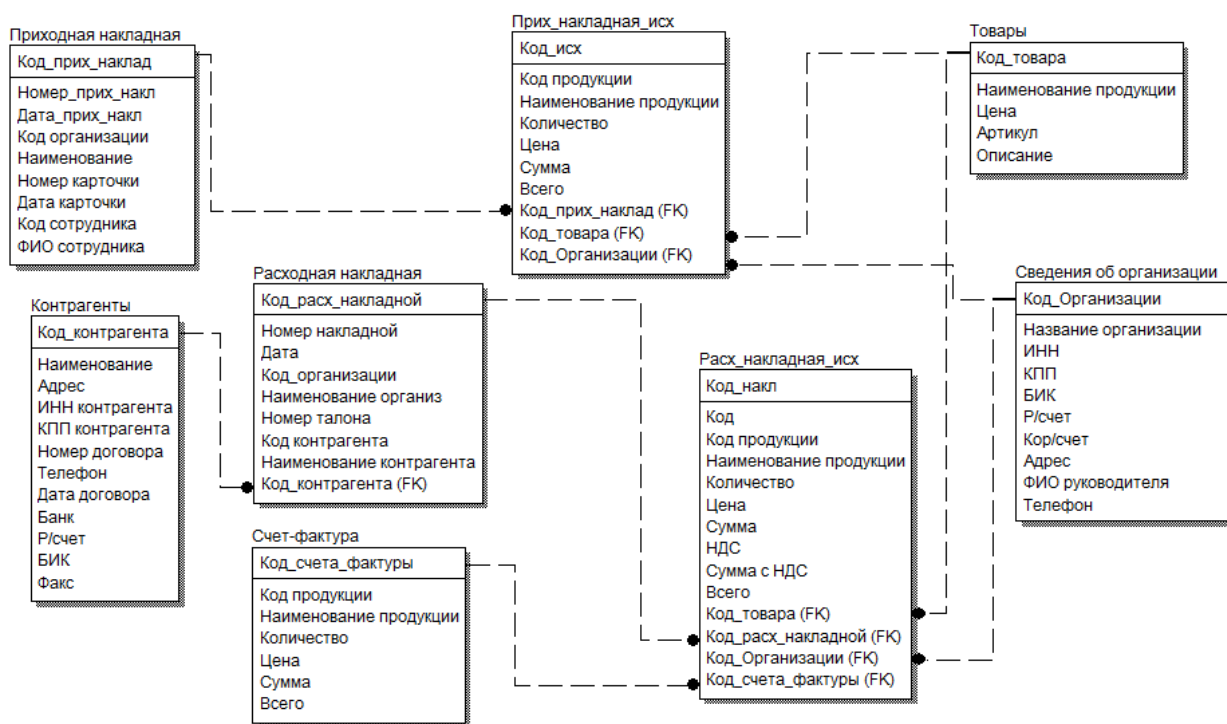 Приходная накладная
Код_прих_наклад
Номер_прих_накл
Дата_прих_накл
Код организации
Наименование
Номер карточки
Дата карточки
Код сотрудника
ФИО сотрудника
Прих_накладная_исх
Код_исх
Код продукции
Наименование продукции
Количество
Цена
Сумма
Всего
Код_прих_наклад (FK)
Код_товара (FK)
Код_Организации (FK)
Товары
Код_товара
Наименование продукции
Цена
Артикул
Описание
Контрагенты
Код_контрагента
Наименование
Адрес
ИНН контрагента
КПП контрагента
Номер договора
Телефон
Дата договора
Банк
Р/счет
БИК
Факс
Расходная накладная
Код_расх_накладной
Номер накладной
Дата
Код_организации
Наименование организ
Номер талона
Код контрагента
Наименование контрагента
Код_контрагента (FK)
Счет-фактура
Код_счета_фактуры
Код продукции
Наименование продукции
Количество
Цена
Сумма
Всего
Расх_накладная_исх
Код_накл
Код
Код продукции
Наименование продукции
Количество
Цена
Сумма
НДС
Сумма с НДС
Всего
Код_товара (FK)
Код_расх_накладной (FK)
Код_Организации (FK)
Код_счета_фактуры (FK)
Сведения об организации
Код_Организации
Название организации
ИНН
КПП
БИК
Р/счет
Кор/счет
Адрес
ФИО руководителя
Телефон